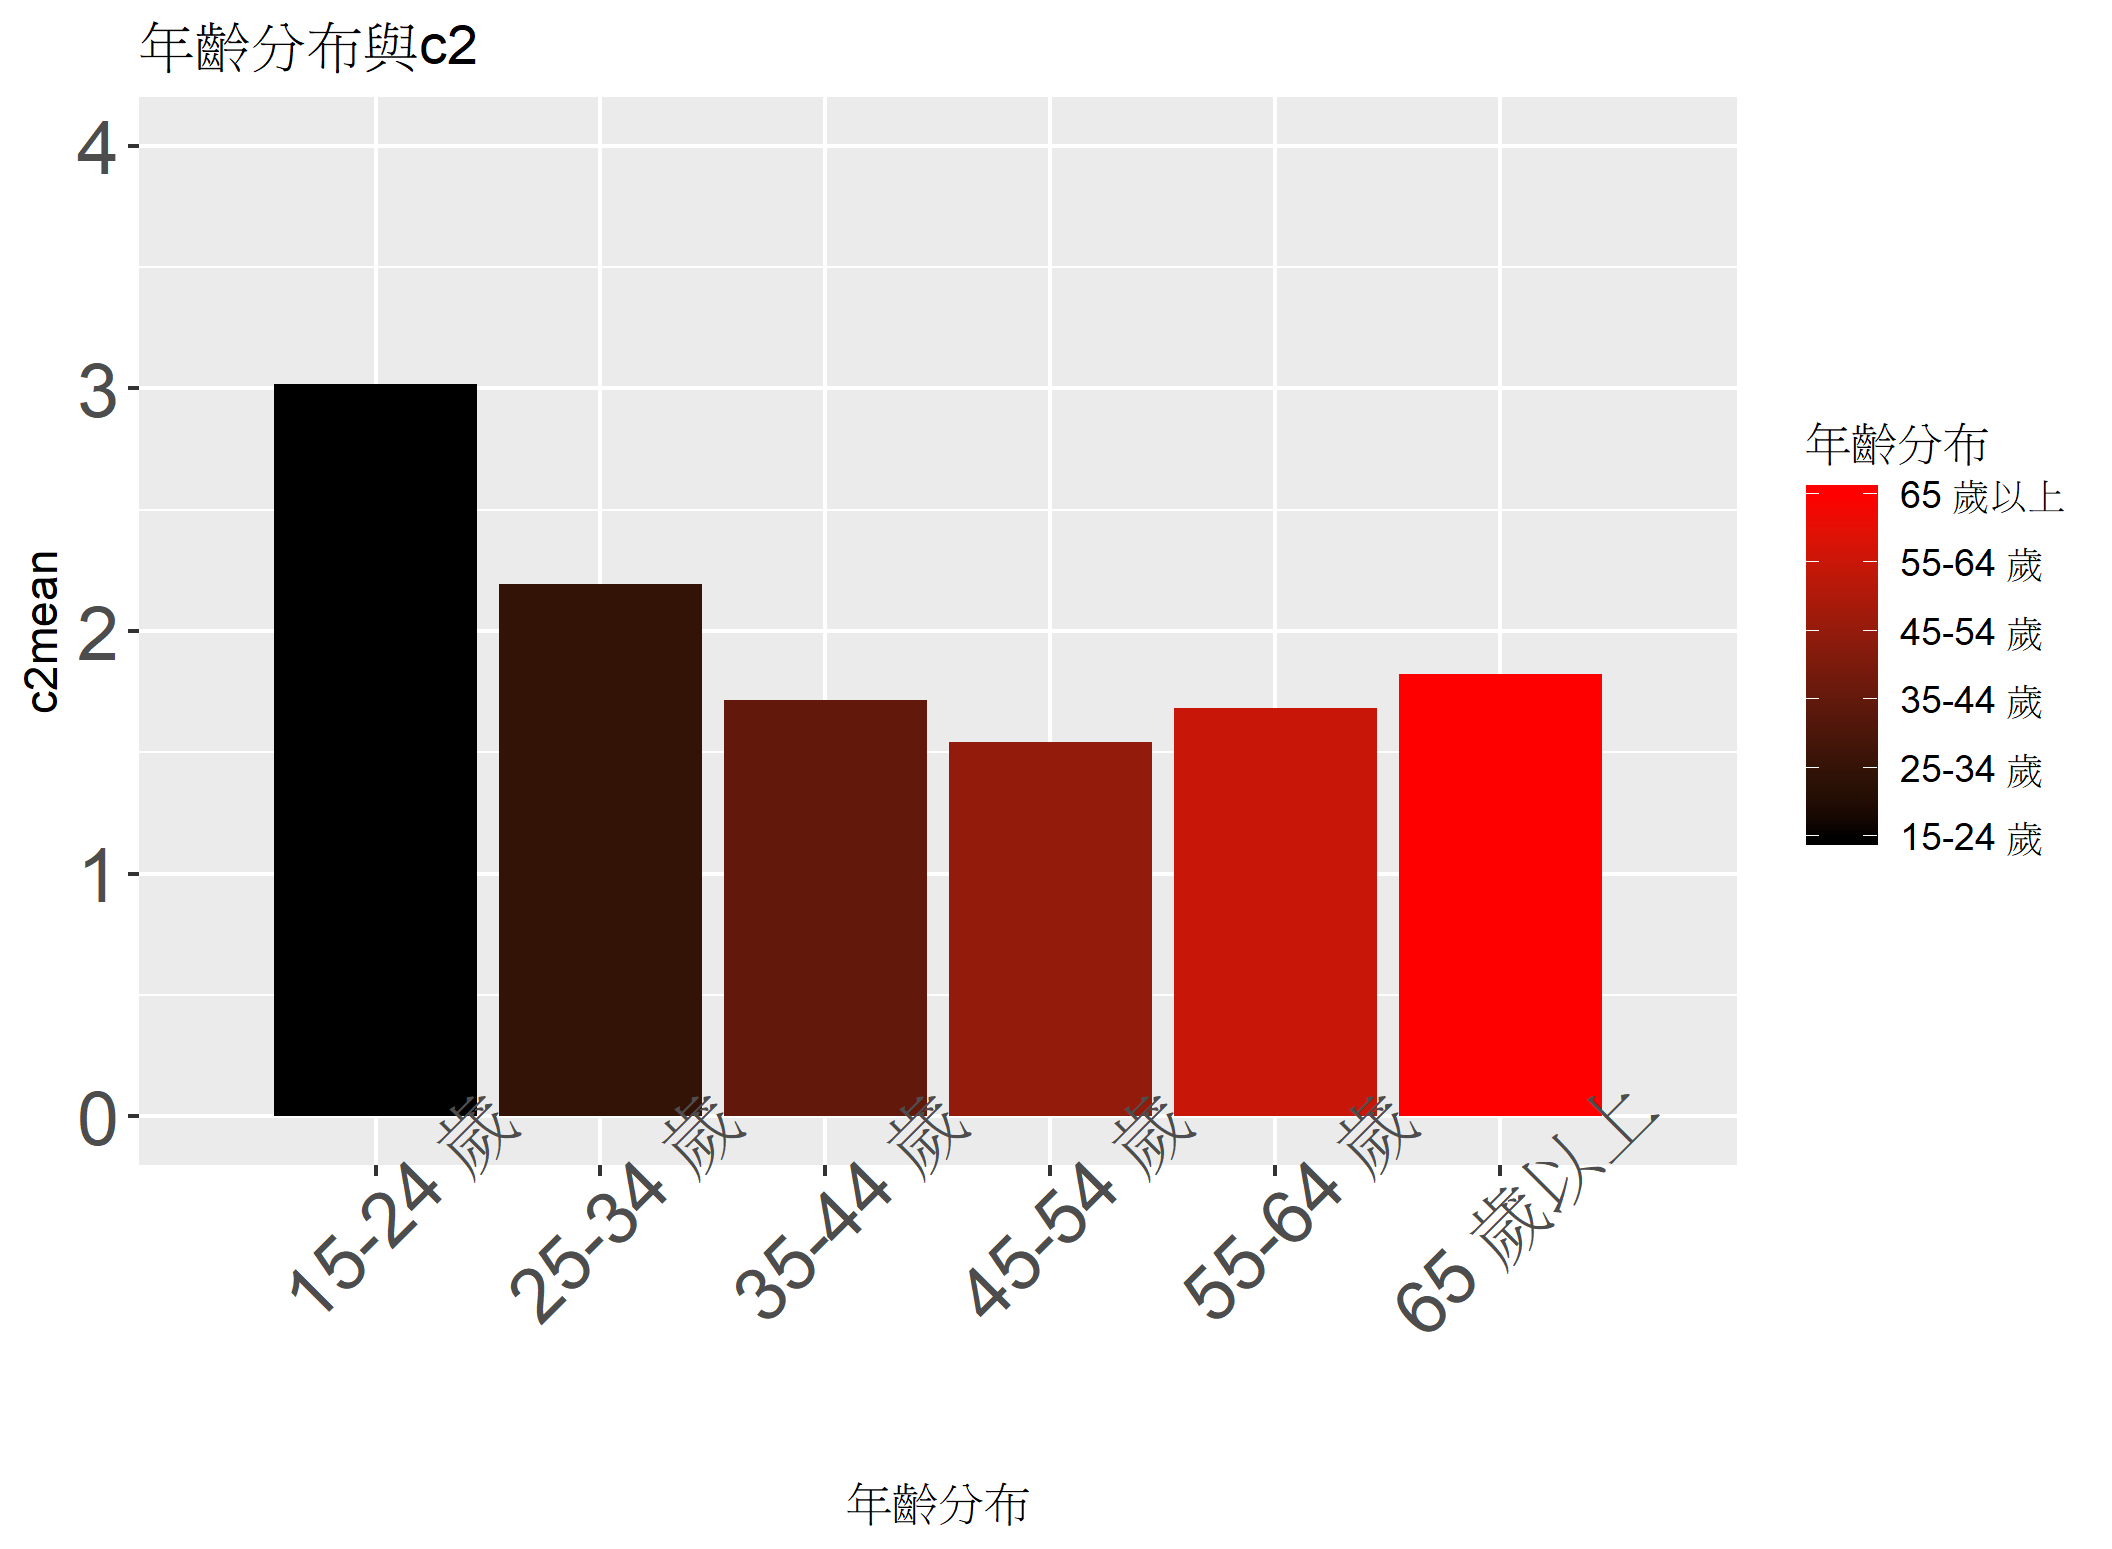 年齡分布與c2
c2mean
4
3
2
1
0
15-24 歲
25-34 歲
35-44 歲
45-54 歲
55-64 歲
65 歲以上
年齡分布
年齡分布
65 歲以上
55-64 歲
45-54 歲
35-44 歲
25-34 歲
15-24 歲